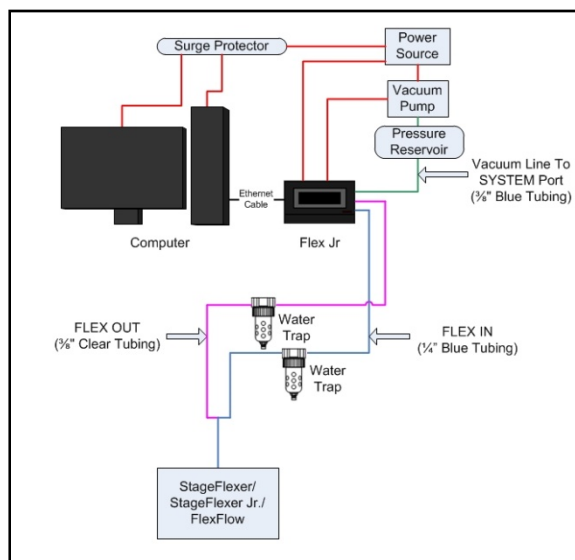 Surge Protector
Power
Source
Vacuum
Pump
Pressure
Reservoir
Vacuum Line To
SYSTEM Port
(⅜" Blue Tubing)
Ethernet
Cable
Computer
Flex Jr
FLEX OUT
(⅜" Clear Tubing)
Water
Trap
FLEX IN
(¼" Blue Tubing)
Water
Trap
StageFlexer/
StageFlexer Jr./
FlexFlow